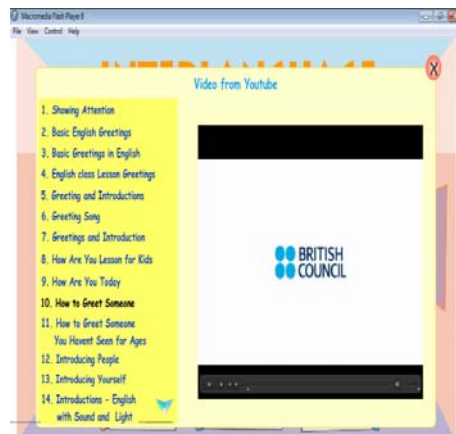 Macromedia Flash Player 8
File View Control Help
INTERLANGUAGE
Video from Youtube
X
1. Showing Attention
2. Basic English Greetings
3. Basic Greetings in English
4. English class Lesson Greetings
5. Greeting and Introductions
6. Greeting Song
7. Greetings and Introduction
8. How Are You Lesson for Kids
9. How Are You Today
10. How to Greet Someone
11. How to Greet Someone
You Havent Seen for Ages
12. Introducing People
13. Introducing Yourself
14. Introductions - English
with Sound and Light
BRITISH
COUNCIL